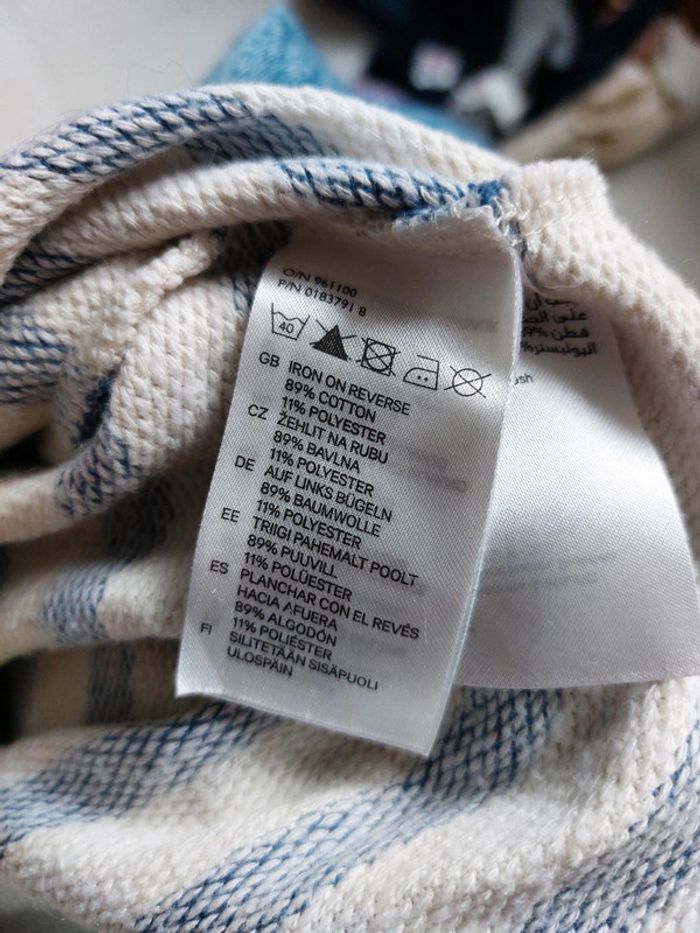 O/N 961100
P/N 0183791 8
40
GB IRON ON REVERSE
89% COTTON
11% POLYESTER
CZ ŽEHLIT NA RUBU
89% BAVLNA
11% POLYESTER
DE AUF LINKS BÜGELN
89% BAUMWOLLE
11% POLYESTER
EE TRIIGI PAHEMALT POOLT
89% PUUVILL
11% POLÜESTER
ES PLANCHAR CON EL REVÉS
HACIA AFUERA
89% ALGODÓN
11% POLIÉSTER
FI SILITETÄÄN SISÄPUOLI
ULOSPÄIN
قطن %89